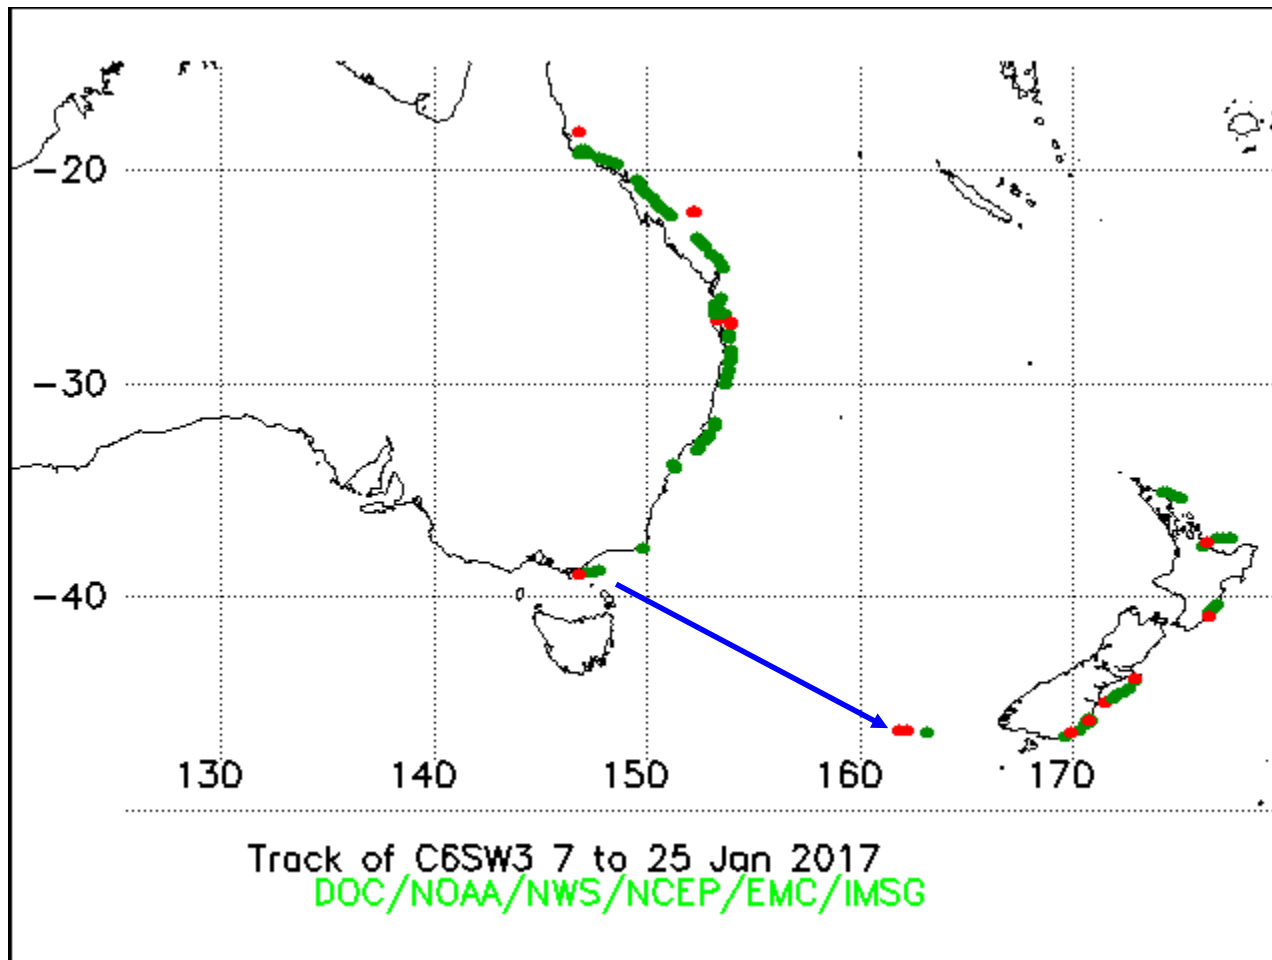 -20
-30
-40
130 140 150 160 170
Track of C6SW3 7 to 25 Jan 2017
DOC/NOAA/NWS/NCEP/EMC/IMSG